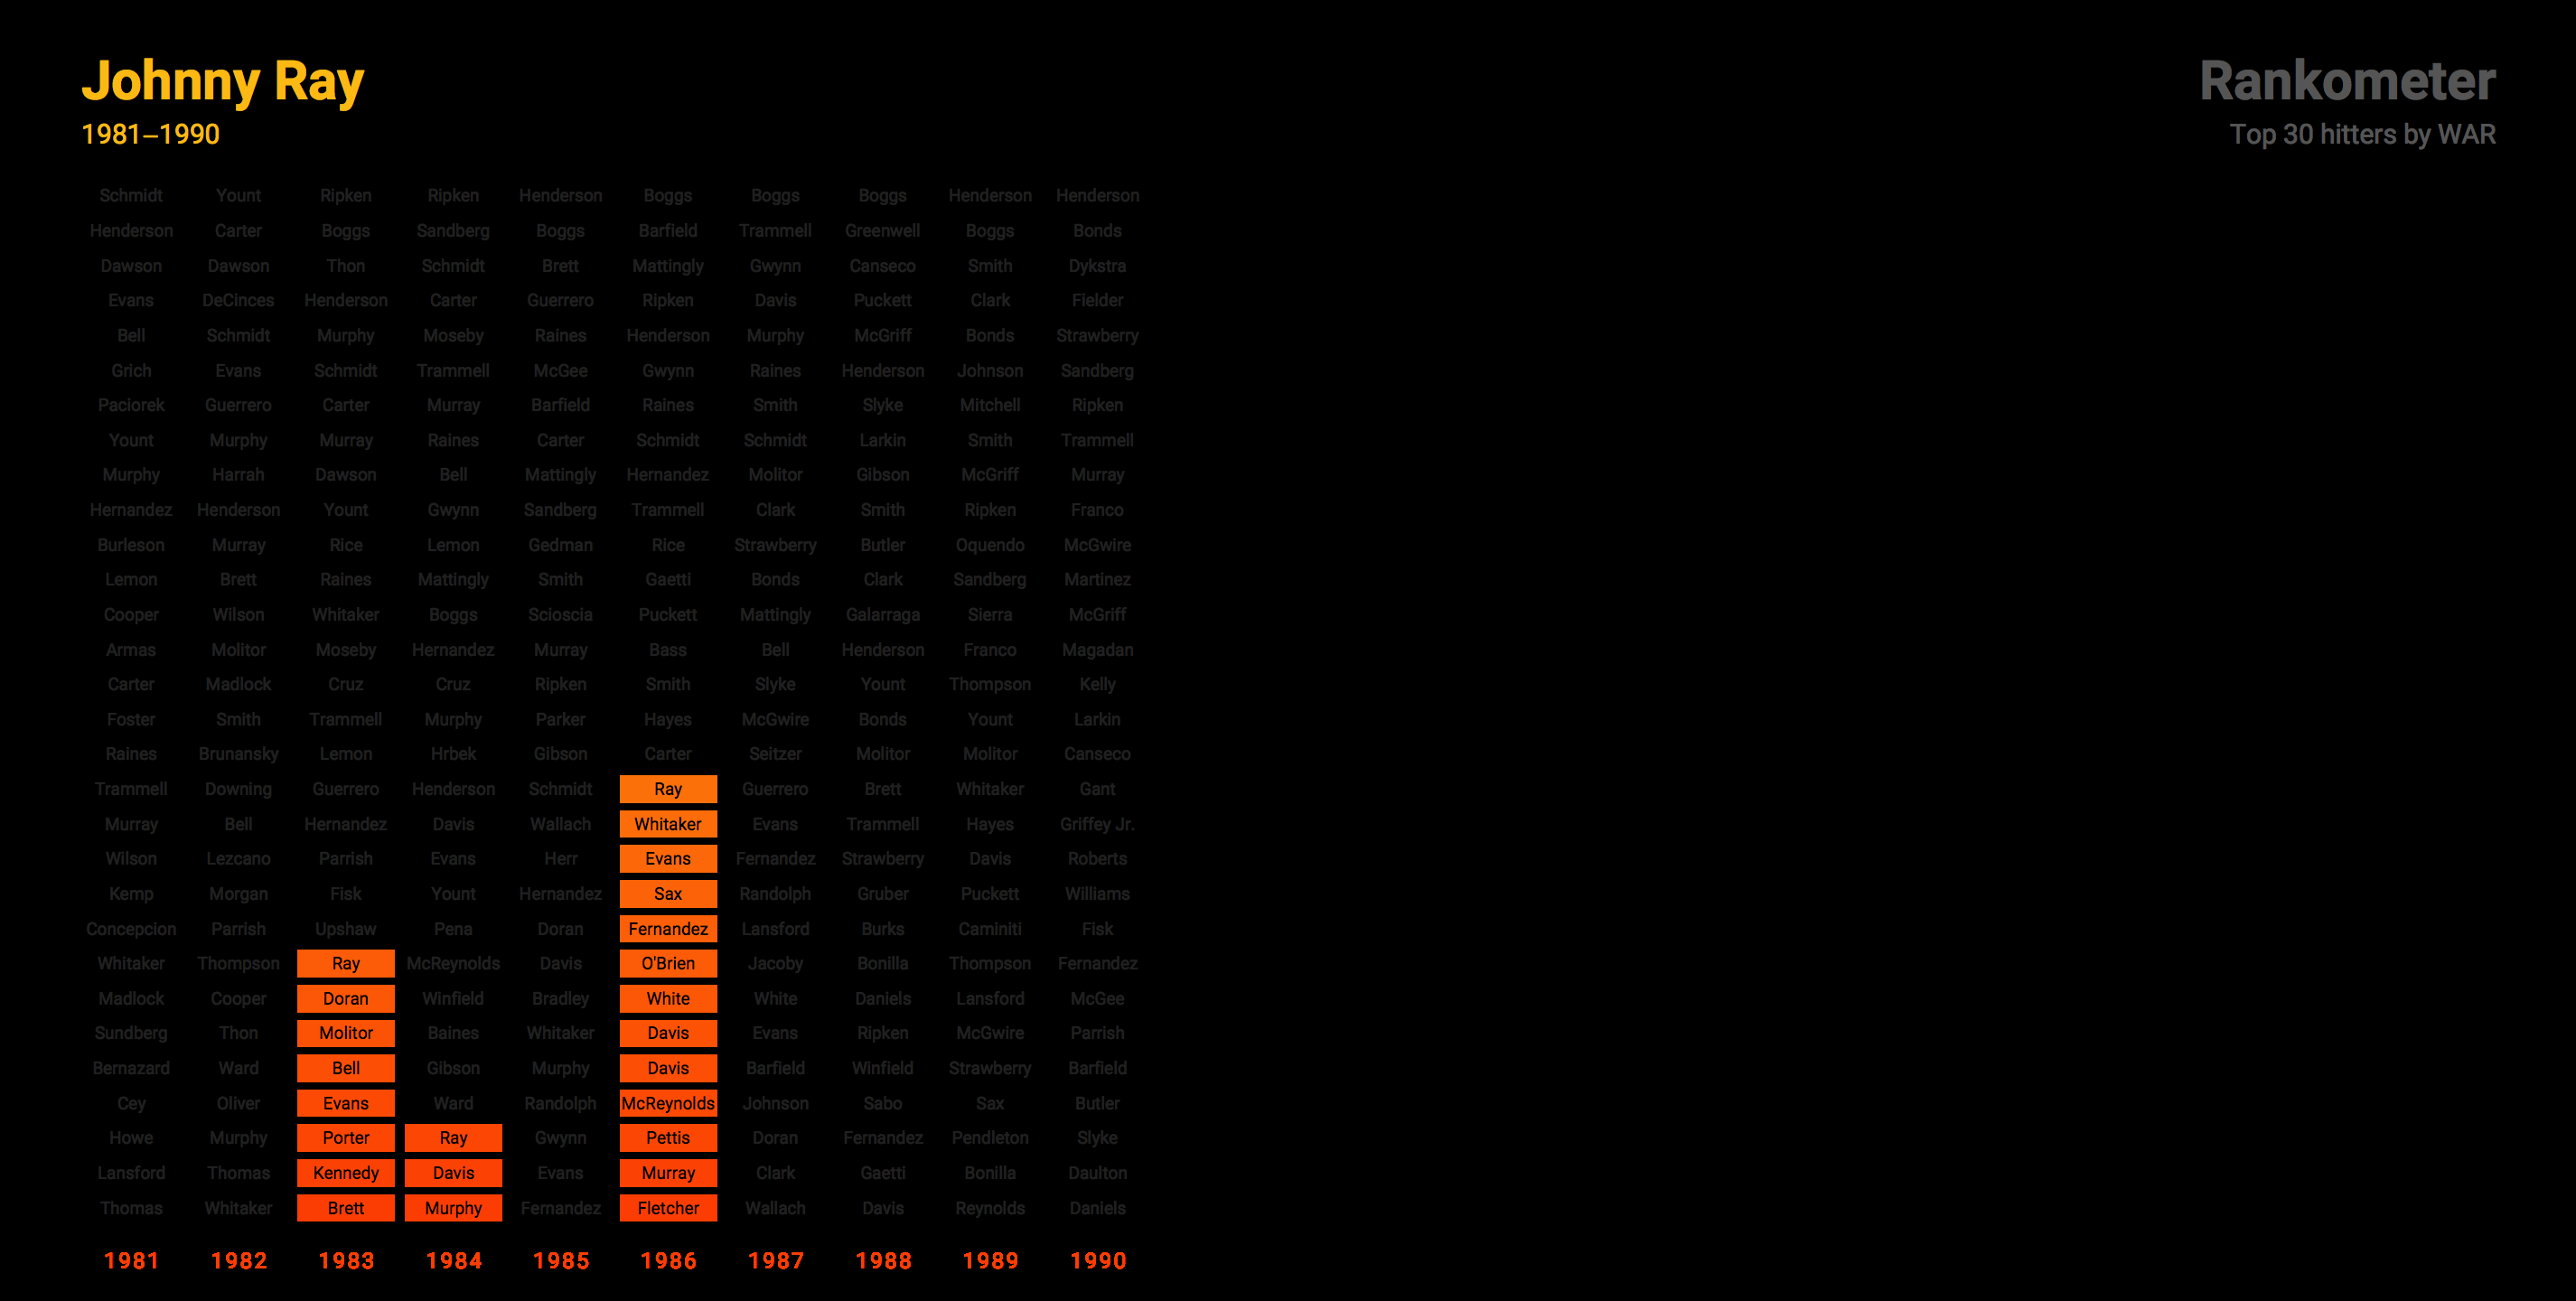 Johnny Ray
1981–1990
Rankometer
Top 30 hitters by WAR
Schmidt Yount Ripken Ripken Henderson Boggs Boggs Boggs Henderson Henderson
Henderson Carter Boggs Sandberg Boggs Barfield Trammell Greenwell Boggs Bonds
Dawson Dawson Thon Schmidt Brett Mattingly Gwynn Canseco Smith Dykstra
Evans DeCinces Henderson Carter Guerrero Ripken Davis Puckett Clark Fielder
Bell Schmidt Murphy Moseby Raines Henderson Murphy McGriff Bonds Strawberry
Grich Evans Schmidt Trammell McGee Gwynn Raines Henderson Johnson Sandberg
Paciorek Guerrero Carter Murray Barfield Raines Smith Slyke Mitchell Ripken
Yount Murphy Murray Raines Carter Schmidt Schmidt Larkin Smith Trammell
Murphy Harrah Dawson Bell Mattingly Hernandez Molitor Gibson McGriff Murray
Hernandez Henderson Yount Gwynn Sandberg Trammell Clark Smith Ripken Franco
Burleson Murray Rice Lemon Gedman Rice Strawberry Butler Oquendo McGwire
Lemon Brett Raines Mattingly Smith Gaetti Bonds Clark Sandberg Martinez
Cooper Wilson Whitaker Boggs Scioscia Puckett Mattingly Galarraga Sierra McGriff
Armas Molitor Moseby Hernandez Murray Bass Bell Henderson Franco Magadan
Carter Madlock Cruz Cruz Ripken Smith Slyke Yount Thompson Kelly
Foster Smith Trammell Murphy Parker Hayes McGwire Bonds Yount Larkin
Raines Brunansky Lemon Hrbek Gibson Carter Seitzer Molitor Molitor Canseco
Trammell Downing Guerrero Henderson Schmidt Ray Guerrero Brett Whitaker Gant
Murray Bell Hernandez Davis Wallach Whitaker Evans Trammell Hayes Griffey Jr.
Wilson Lezcano Parrish Evans Herr Evans Fernandez Strawberry Davis Roberts
Kemp Morgan Fisk Yount Hernandez Sax Randolph Gruber Puckett Williams
Concepcion Parrish Upshaw Pena Doran Fernandez Lansford Burks Caminiti Fisk
Whitaker Thompson Ray McReynolds Davis O'Brien Jacoby Bonilla Thompson Fernandez
Madlock Cooper Doran Winfield Bradley White White Daniels Lansford McGee
Sundberg Thon Molitor Baines Whitaker Davis Evans Ripken McGwire Parrish
Bernazard Ward Bell Gibson Murphy Davis Barfield Winfield Strawberry Barfield
Cey Oliver Evans Ward Randolph McReynolds Johnson Sabo Sax Butler
Howe Murphy Porter Ray Gwynn Pettis Doran Fernandez Pendleton Slyke
Lansford Thomas Kennedy Davis Evans Murray Clark Gaetti Bonilla Daulton
Thomas Whitaker Brett Murphy Fernandez Fletcher Wallach Davis Reynolds Daniels
1981 1982 1983 1984 1985 1986 1987 1988 1989 1990